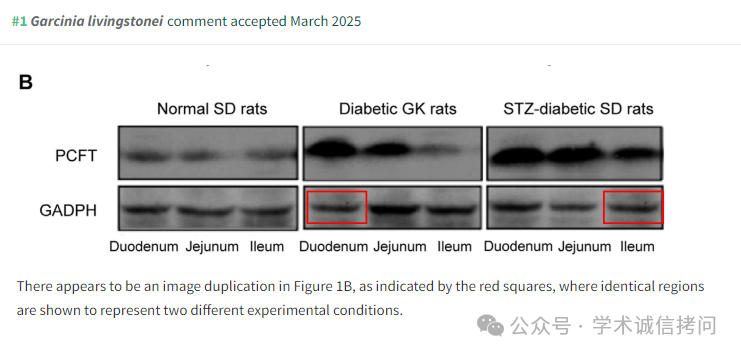 #1 Garcinia livingstonei comment accepted March 2025
B
Normal SD rats Diabetic GK rats STZ-diabetic SD rats
PCFT
GADPH
Duodenum Jejunum Ileum Duodenum Jejunum Ileum Duodenum Jejunum Ileum
There appears to be an image duplication in Figure 1B, as indicated by the red squares, where identical regions
are shown to represent two different experimental conditions.
公众号 · 学术诚信拷问